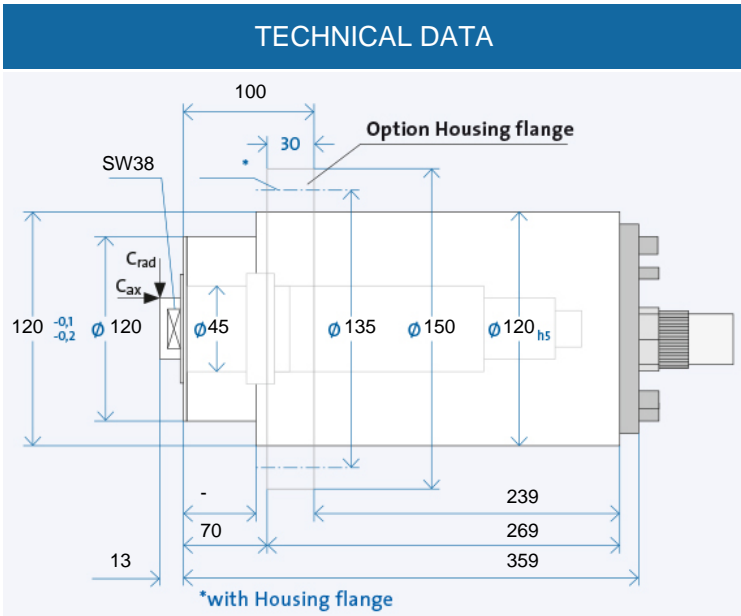 TECHNICAL DATA
100
Option Housing flange
30
SW38
*
Crad
Cax
120 -0,1 -0,2
Ø 120
Ø45
Ø 135
Ø 150
Ø 120 h5
-
239
70
269
13
359
*with Housing flange